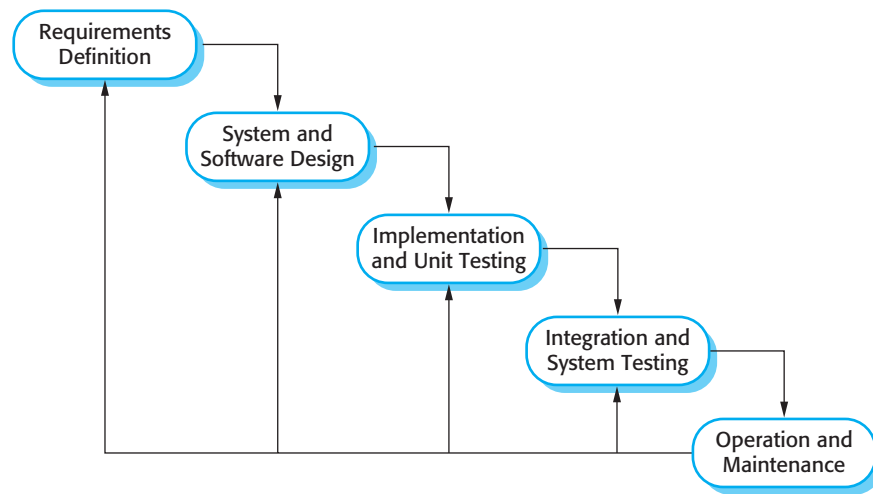 Requirements
Definition
System and
Software Design
Implementation
and Unit Testing
Integration and
System Testing
Operation and
Maintenance